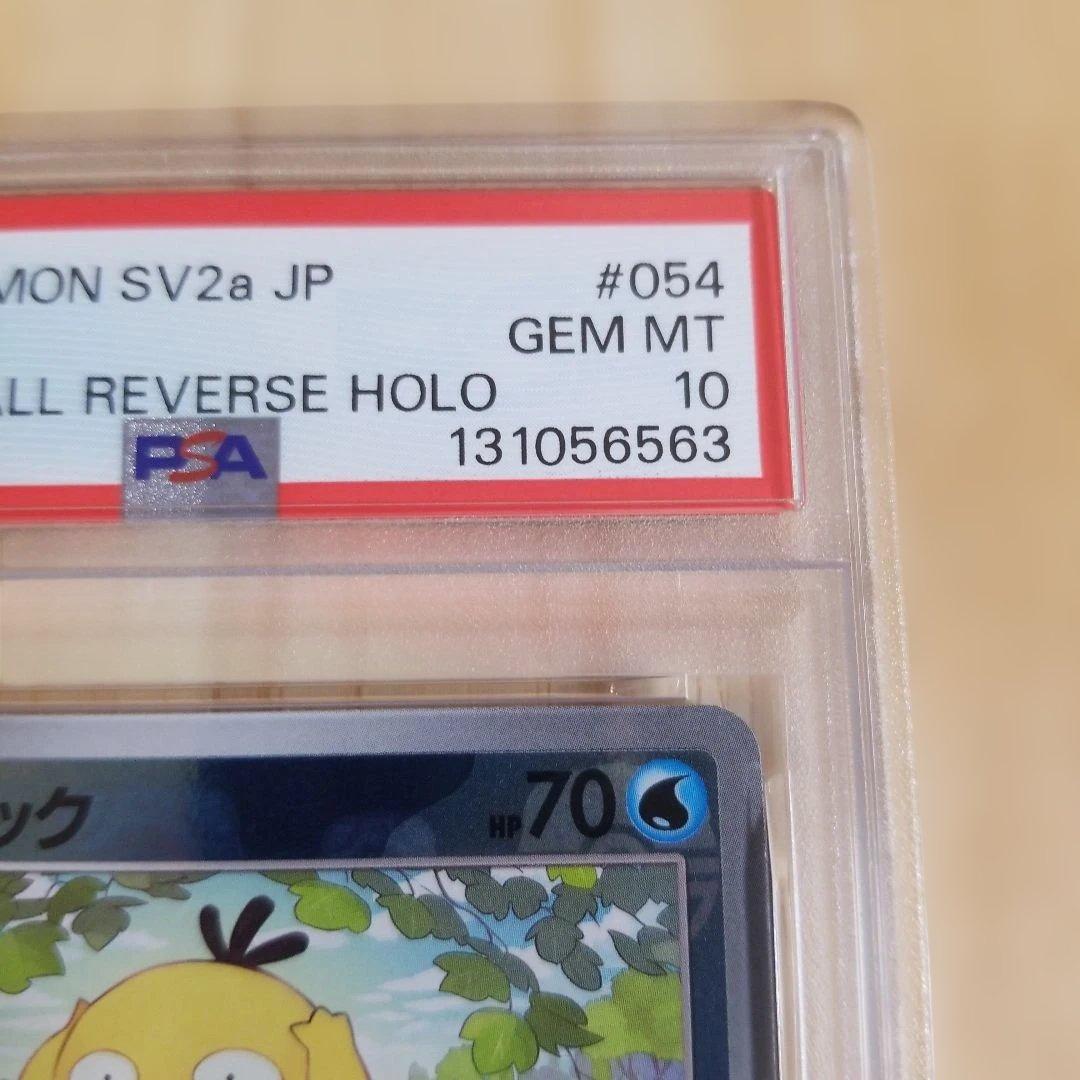 MON SV2a JP #054
GEM MT
ALL REVERSE HOLO 10
PSA 131056563
ック HP70